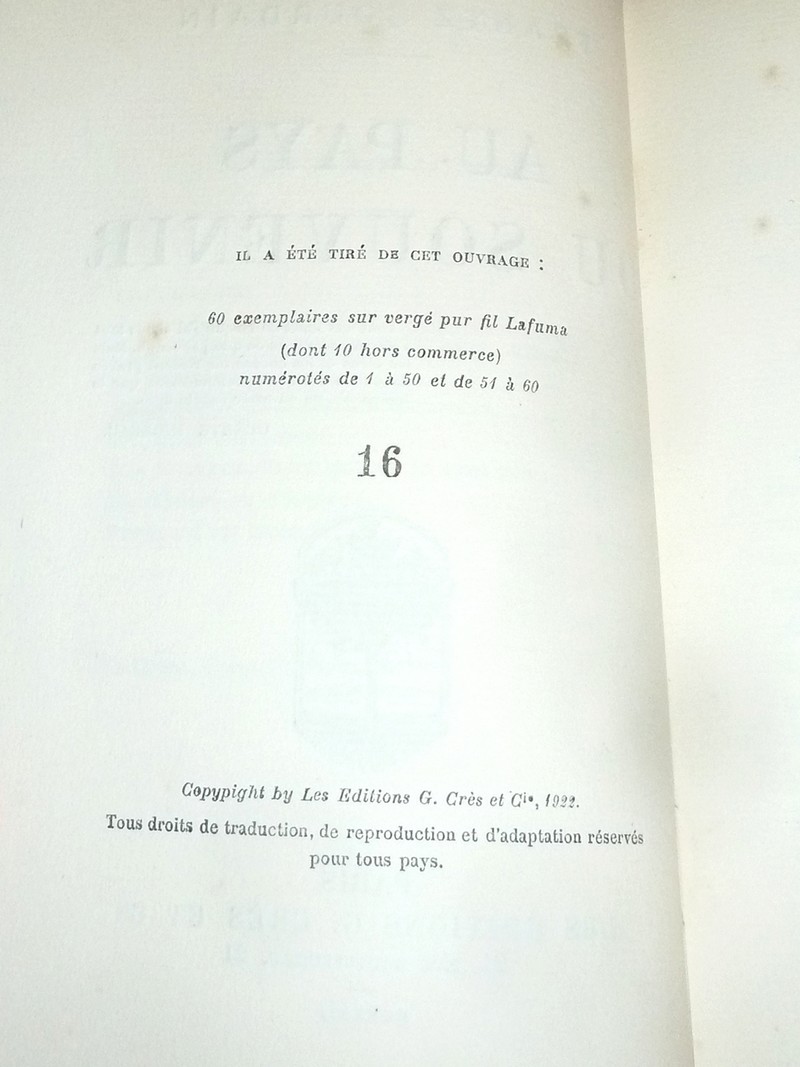 IL A ÉTÉ TIRÉ DE CET OUVRAGE :
60 exemplaires sur vergé pur fil Lafuma
(dont 10 hors commerce)
numérotés de 1 à 50 et de 51 à 60
16
Copypight by Les Editions G. Crès et Cie, 1922.
Tous droits de traduction, de reproduction et d'adaptation réservés
pour tous pays.